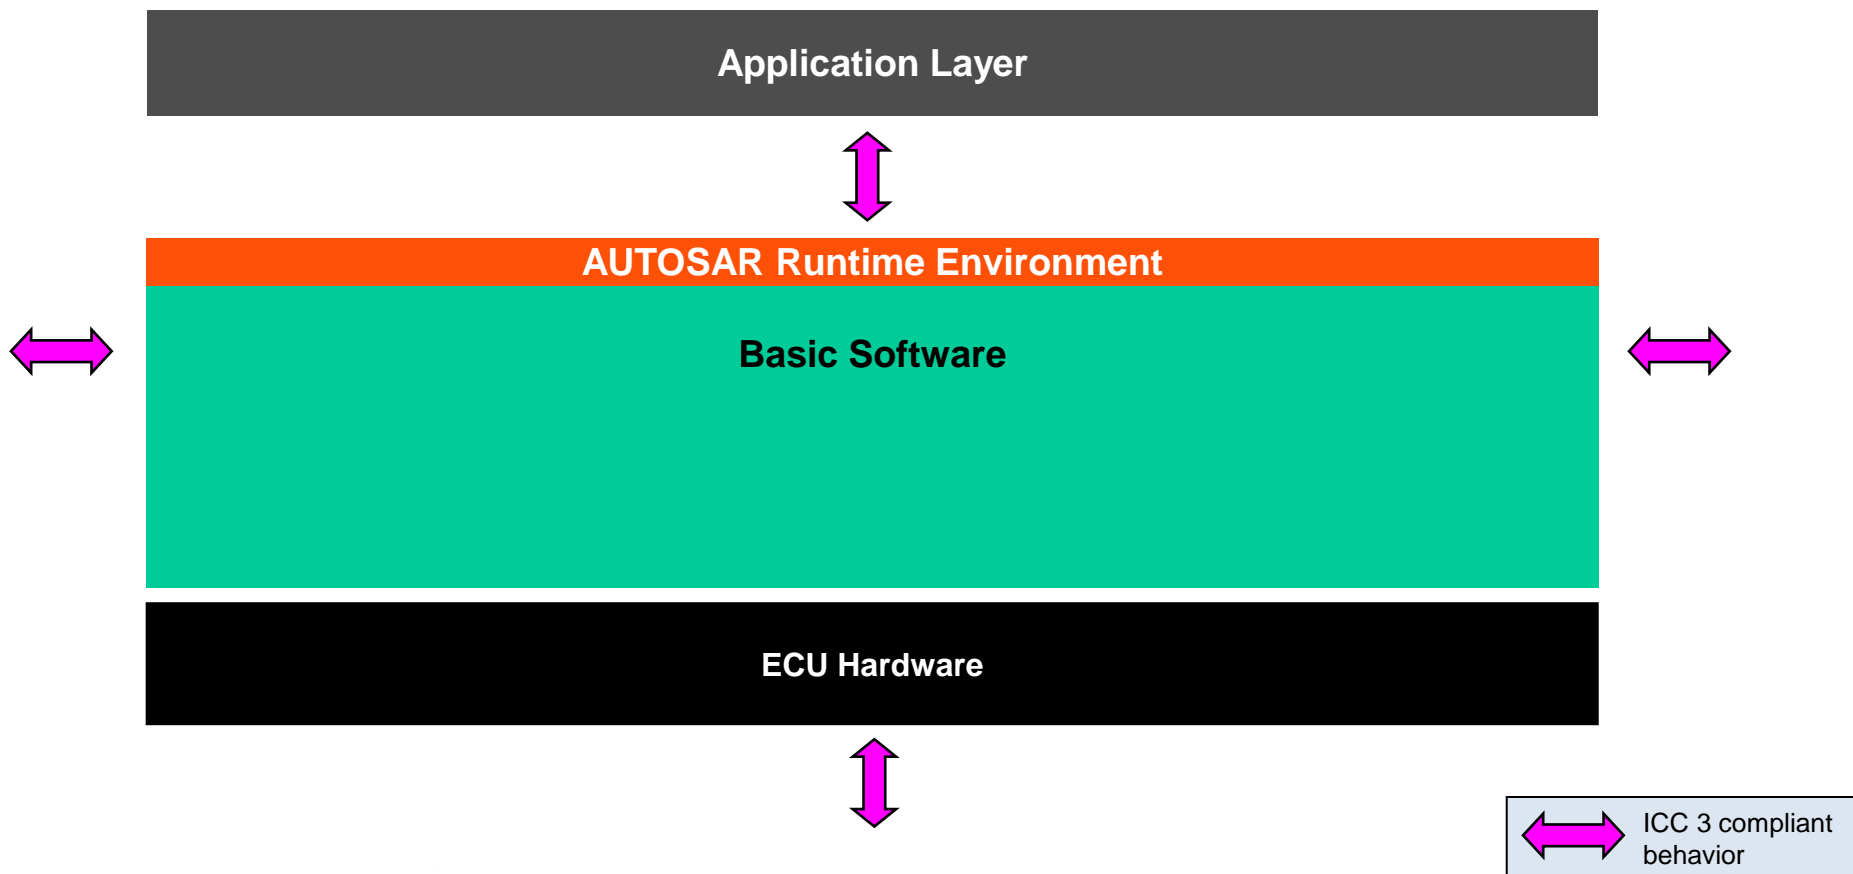 Application Layer
AUTOSAR Runtime Environment
Basic Software
ECU Hardware
ICC 3 compliant
behavior